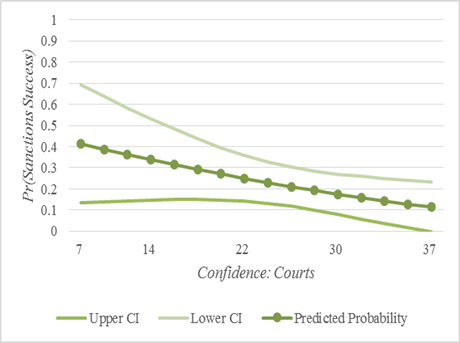 Pr(Sanctions Success)
1
0.9
0.8
0.7
0.6
0.5
0.4
0.3
0.2
0.1
0
7 14 22 30 37
Confidence: Courts
Upper CI Lower CI Predicted Probability